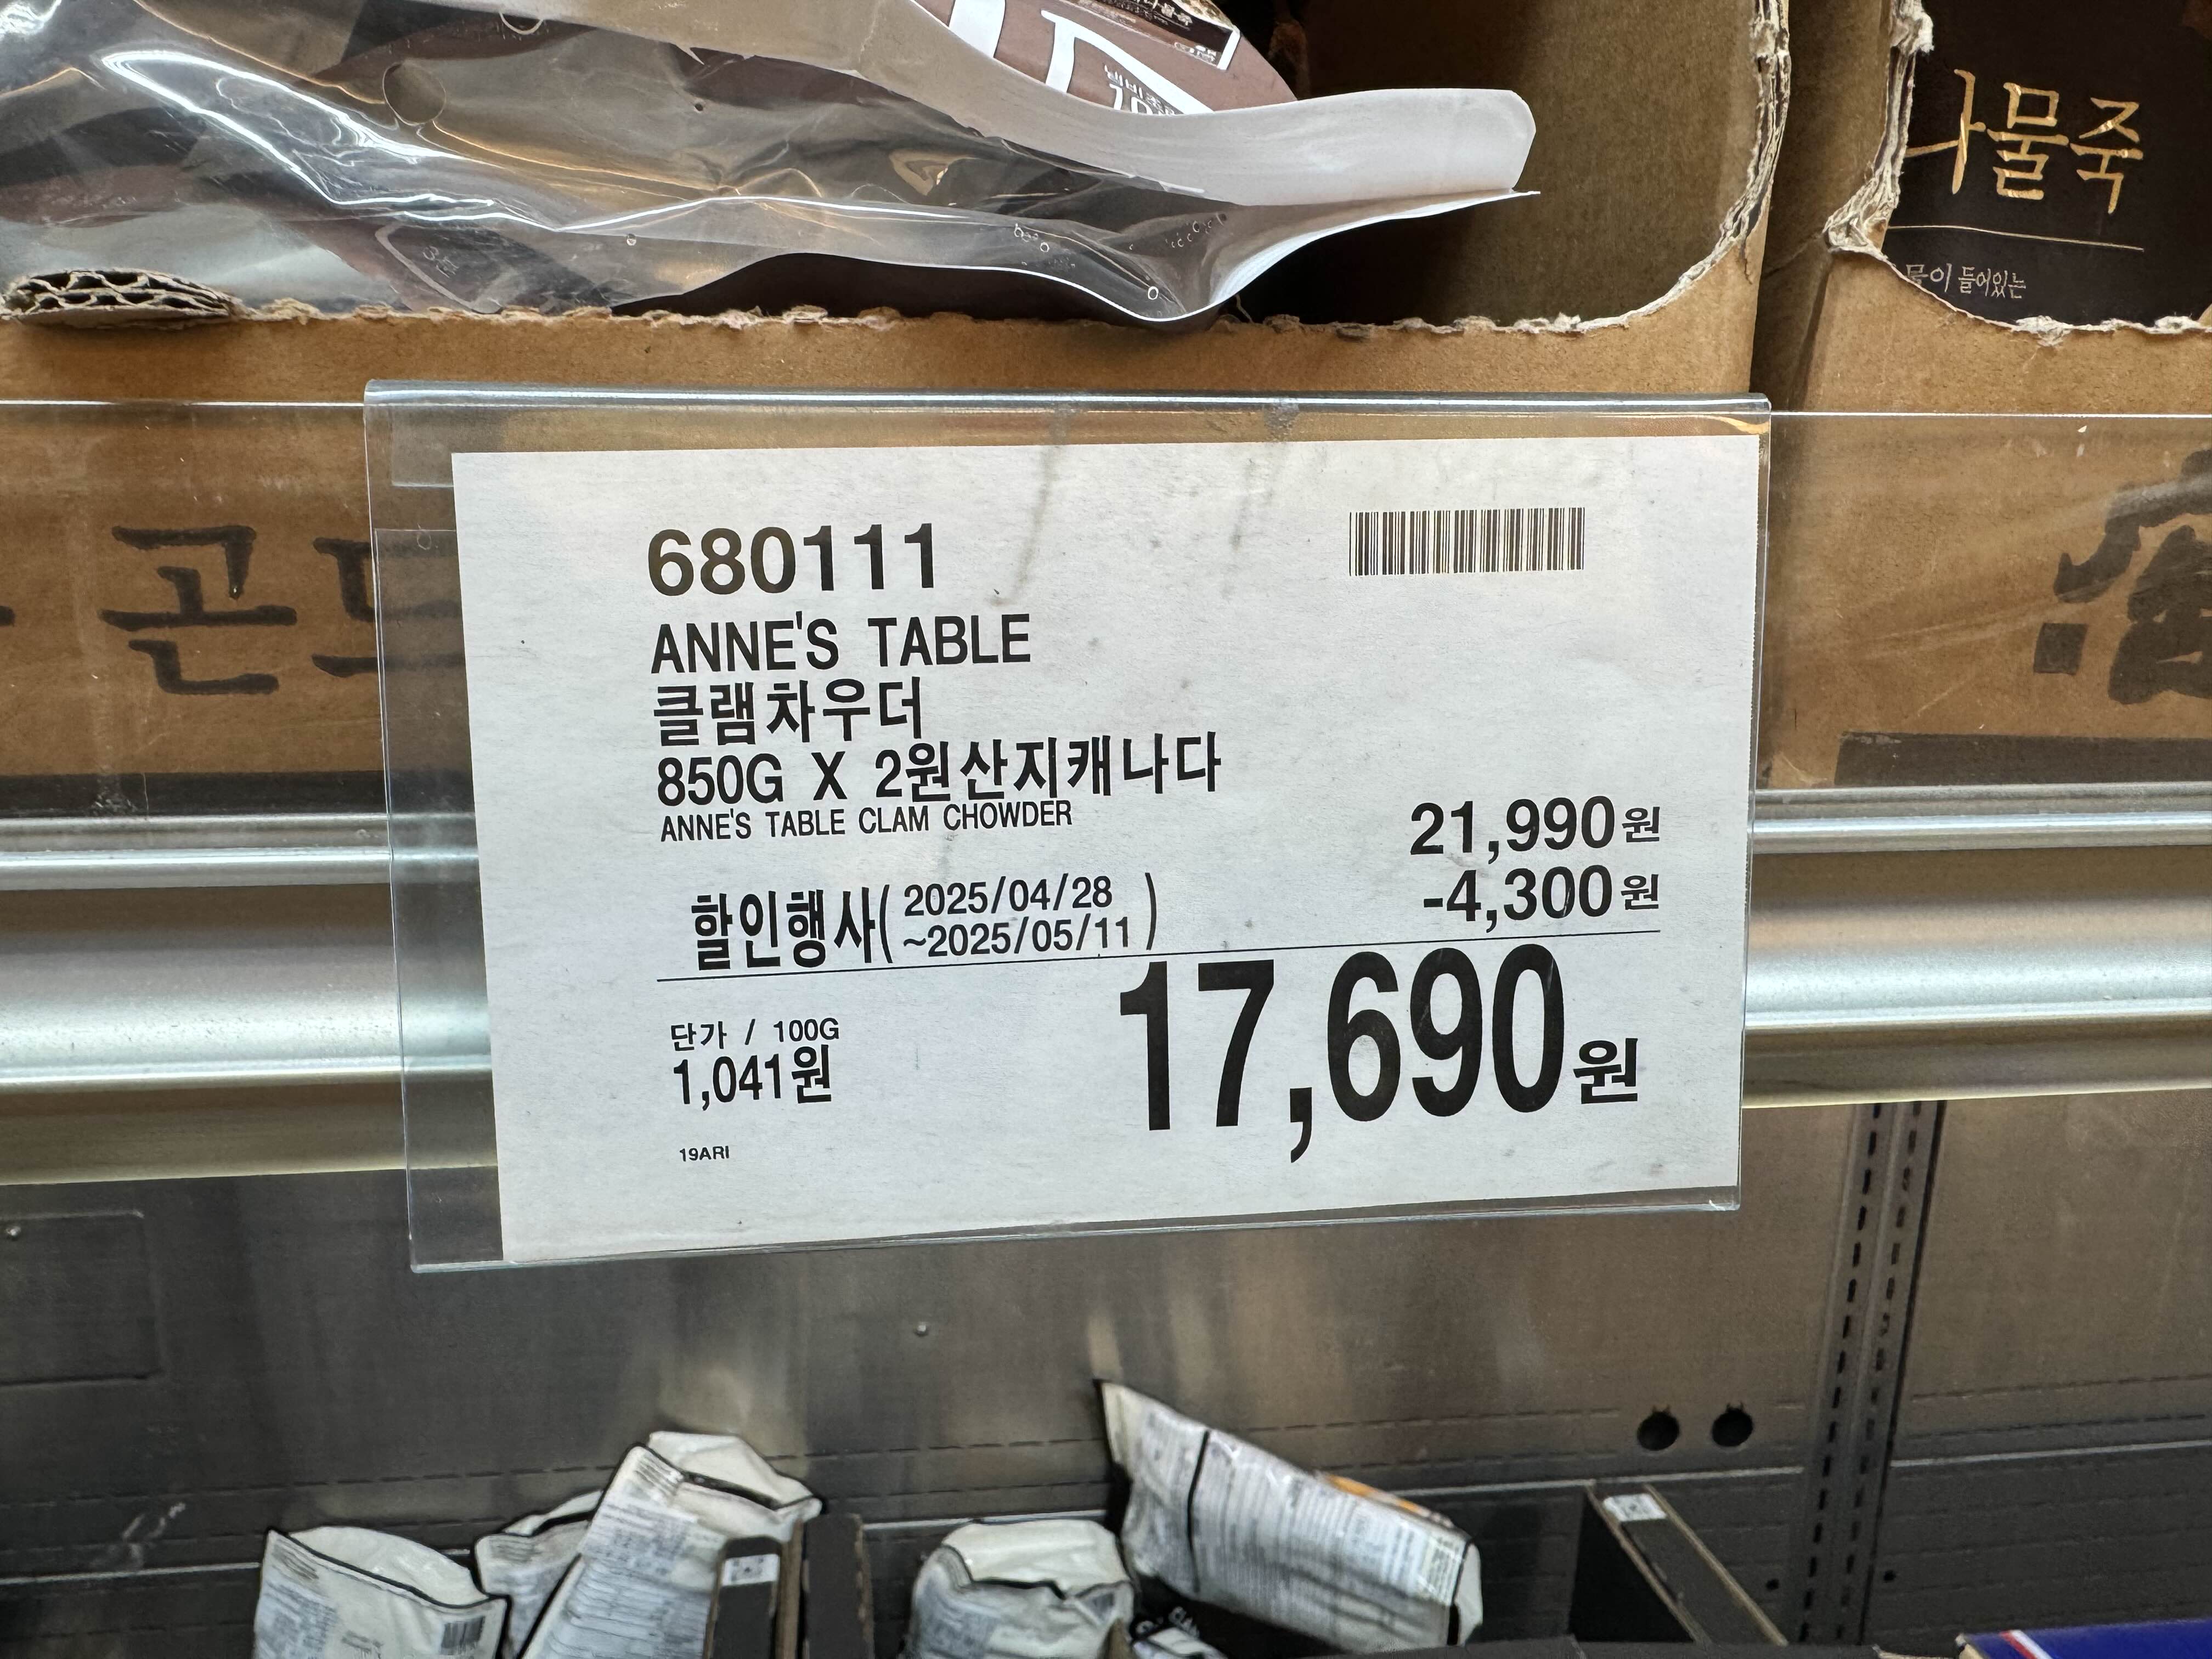 나물죽
들어있는
곤드
680111
ANNE'S TABLE
클램차우더
850G X 2원산지캐나다
ANNE'S TABLE CLAM CHOWDER
21,990원
-4,300원
할인행사( 2025/04/28
~2025/05/11 )
17,690원
단가 / 100G
1,041원
19ARI